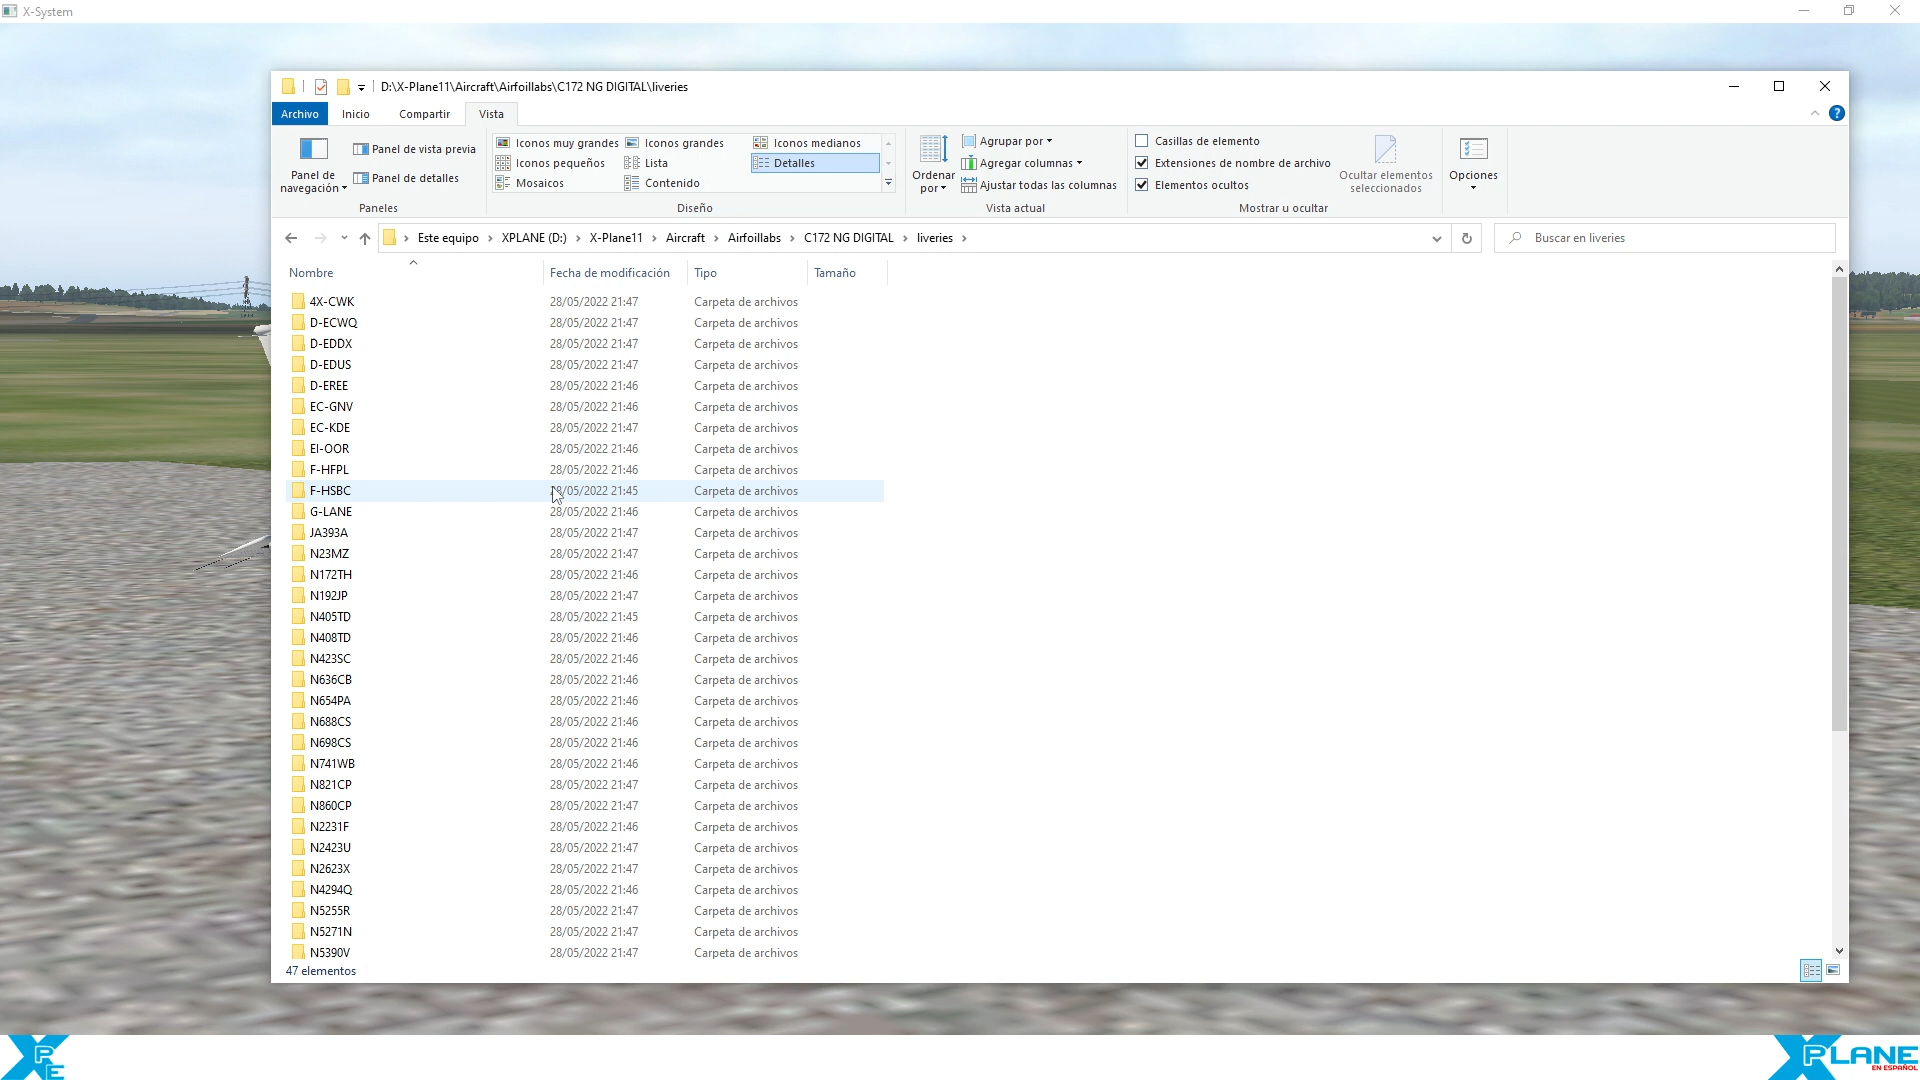 X-System
D:\X-Plane11\Aircraft\Airfoillabs\C172 NG DIGITAL\liveries
Archivo Inicio Compartir Vista
Panel de navegación
Panel de vista previa
Panel de detalles
Paneles
Iconos muy grandes Iconos grandes Iconos medianos
Iconos pequeños Lista Detalles
Mosaicos Contenido
Diseño
Ordenar por
Agrupar por
Agregar columnas
Ajustar todas las columnas
Vista actual
Casillas de elemento
Extensiones de nombre de archivo
Elementos ocultos
Ocultar elementos seleccionados
Mostrar u ocultar
Opciones
Este equipo XPLANE (D:) X-Plane11 Aircraft Airfoillabs C172 NG DIGITAL liveries
Buscar en liveries
Nombre Fecha de modificación Tipo Tamaño
4X-CWK 28/05/2022 21:47 Carpeta de archivos
D-ECWQ 28/05/2022 21:47 Carpeta de archivos
D-EDDX 28/05/2022 21:47 Carpeta de archivos
D-EDUS 28/05/2022 21:47 Carpeta de archivos
D-EREE 28/05/2022 21:46 Carpeta de archivos
EC-GNV 28/05/2022 21:46 Carpeta de archivos
EC-KDE 28/05/2022 21:47 Carpeta de archivos
EI-OOR 28/05/2022 21:46 Carpeta de archivos
F-HFPL 28/05/2022 21:46 Carpeta de archivos
F-HSBC 28/05/2022 21:45 Carpeta de archivos
G-LANE 28/05/2022 21:46 Carpeta de archivos
JA393A 28/05/2022 21:47 Carpeta de archivos
N23MZ 28/05/2022 21:47 Carpeta de archivos
N172TH 28/05/2022 21:46 Carpeta de archivos
N192JP 28/05/2022 21:47 Carpeta de archivos
N405TD 28/05/2022 21:45 Carpeta de archivos
N408TD 28/05/2022 21:46 Carpeta de archivos
N423SC 28/05/2022 21:46 Carpeta de archivos
N636CB 28/05/2022 21:46 Carpeta de archivos
N654PA 28/05/2022 21:46 Carpeta de archivos
N688CS 28/05/2022 21:46 Carpeta de archivos
N698CS 28/05/2022 21:46 Carpeta de archivos
N741WB 28/05/2022 21:46 Carpeta de archivos
N821CP 28/05/2022 21:47 Carpeta de archivos
N860CP 28/05/2022 21:47 Carpeta de archivos
N2231F 28/05/2022 21:46 Carpeta de archivos
N2423U 28/05/2022 21:47 Carpeta de archivos
N2623X 28/05/2022 21:47 Carpeta de archivos
N4294Q 28/05/2022 21:46 Carpeta de archivos
N5255R 28/05/2022 21:47 Carpeta de archivos
N5271N 28/05/2022 21:47 Carpeta de archivos
N5390V 28/05/2022 21:47 Carpeta de archivos
47 elementos
XPE
XPLANE
EN ESPAÑOL